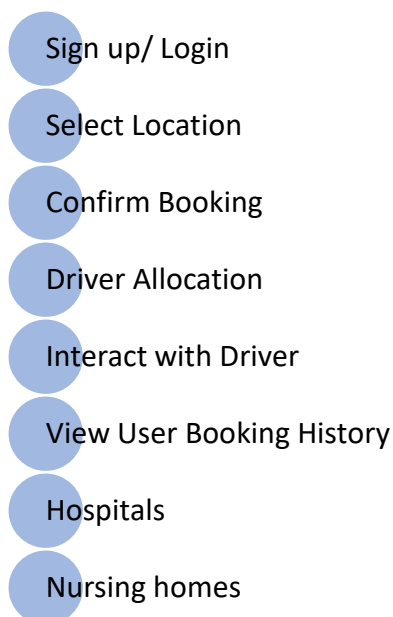 Sign up/ Login
Select Location
Confirm Booking
Driver Allocation
Interact with Driver
View User Booking History
Hospitals
Nursing homes